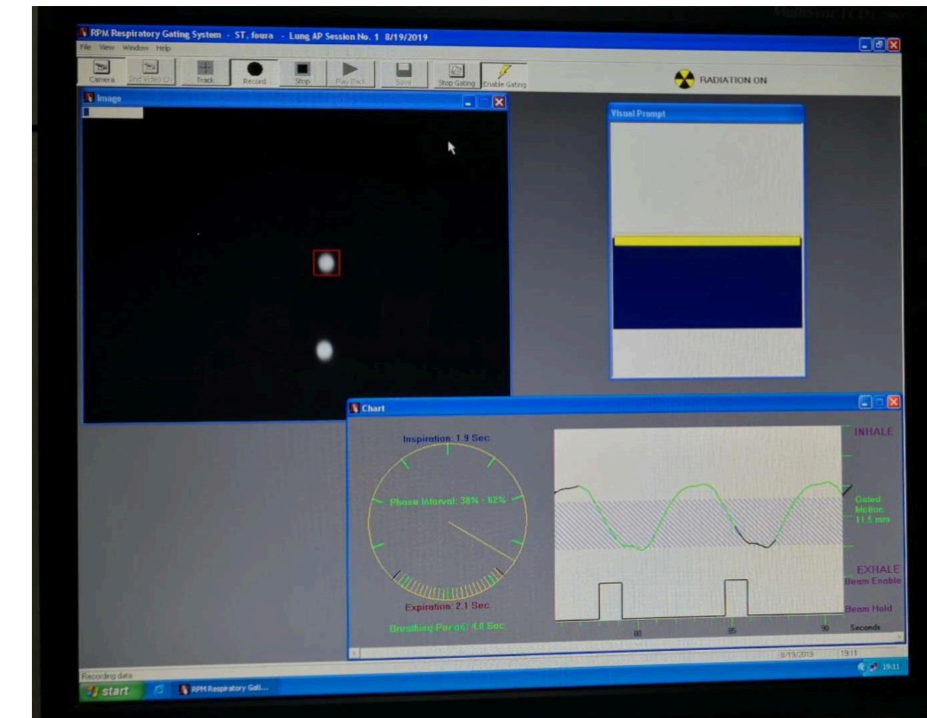 RPM Respiratory Gating System - ST, foura - Lung AP Session No. 1 8/19/2019
File View Window Help
Camera 2nd Video Ch Track Record Stop Play Back Save Stop Gating Enable Gating
RADIATION ON
Image
Visual Prompt
Chart
Inspiration: 1.9 Sec.
INHALE
Phase Interval: 38% - 62%
Gated
Motion
11.5 mm
EXHALE
Beam Enable
Expiration: 2.1 Sec.
Beam Hold
Breathing Period: 4.0 Sec.
80 85 90 Seconds
8/19/2019 19:11
Recording data
start RPM Respiratory Gati... 19:11